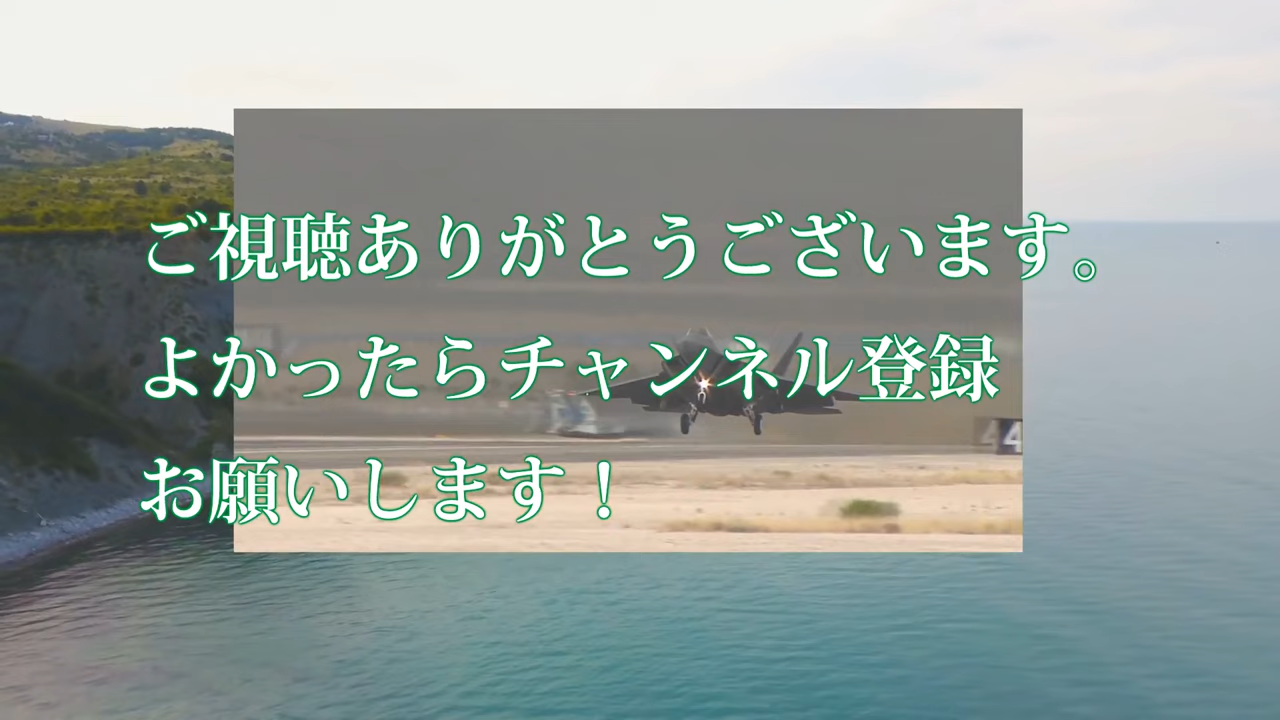 ご視聴ありがとうございます。
よかったらチャンネル登録
お願いします！
4